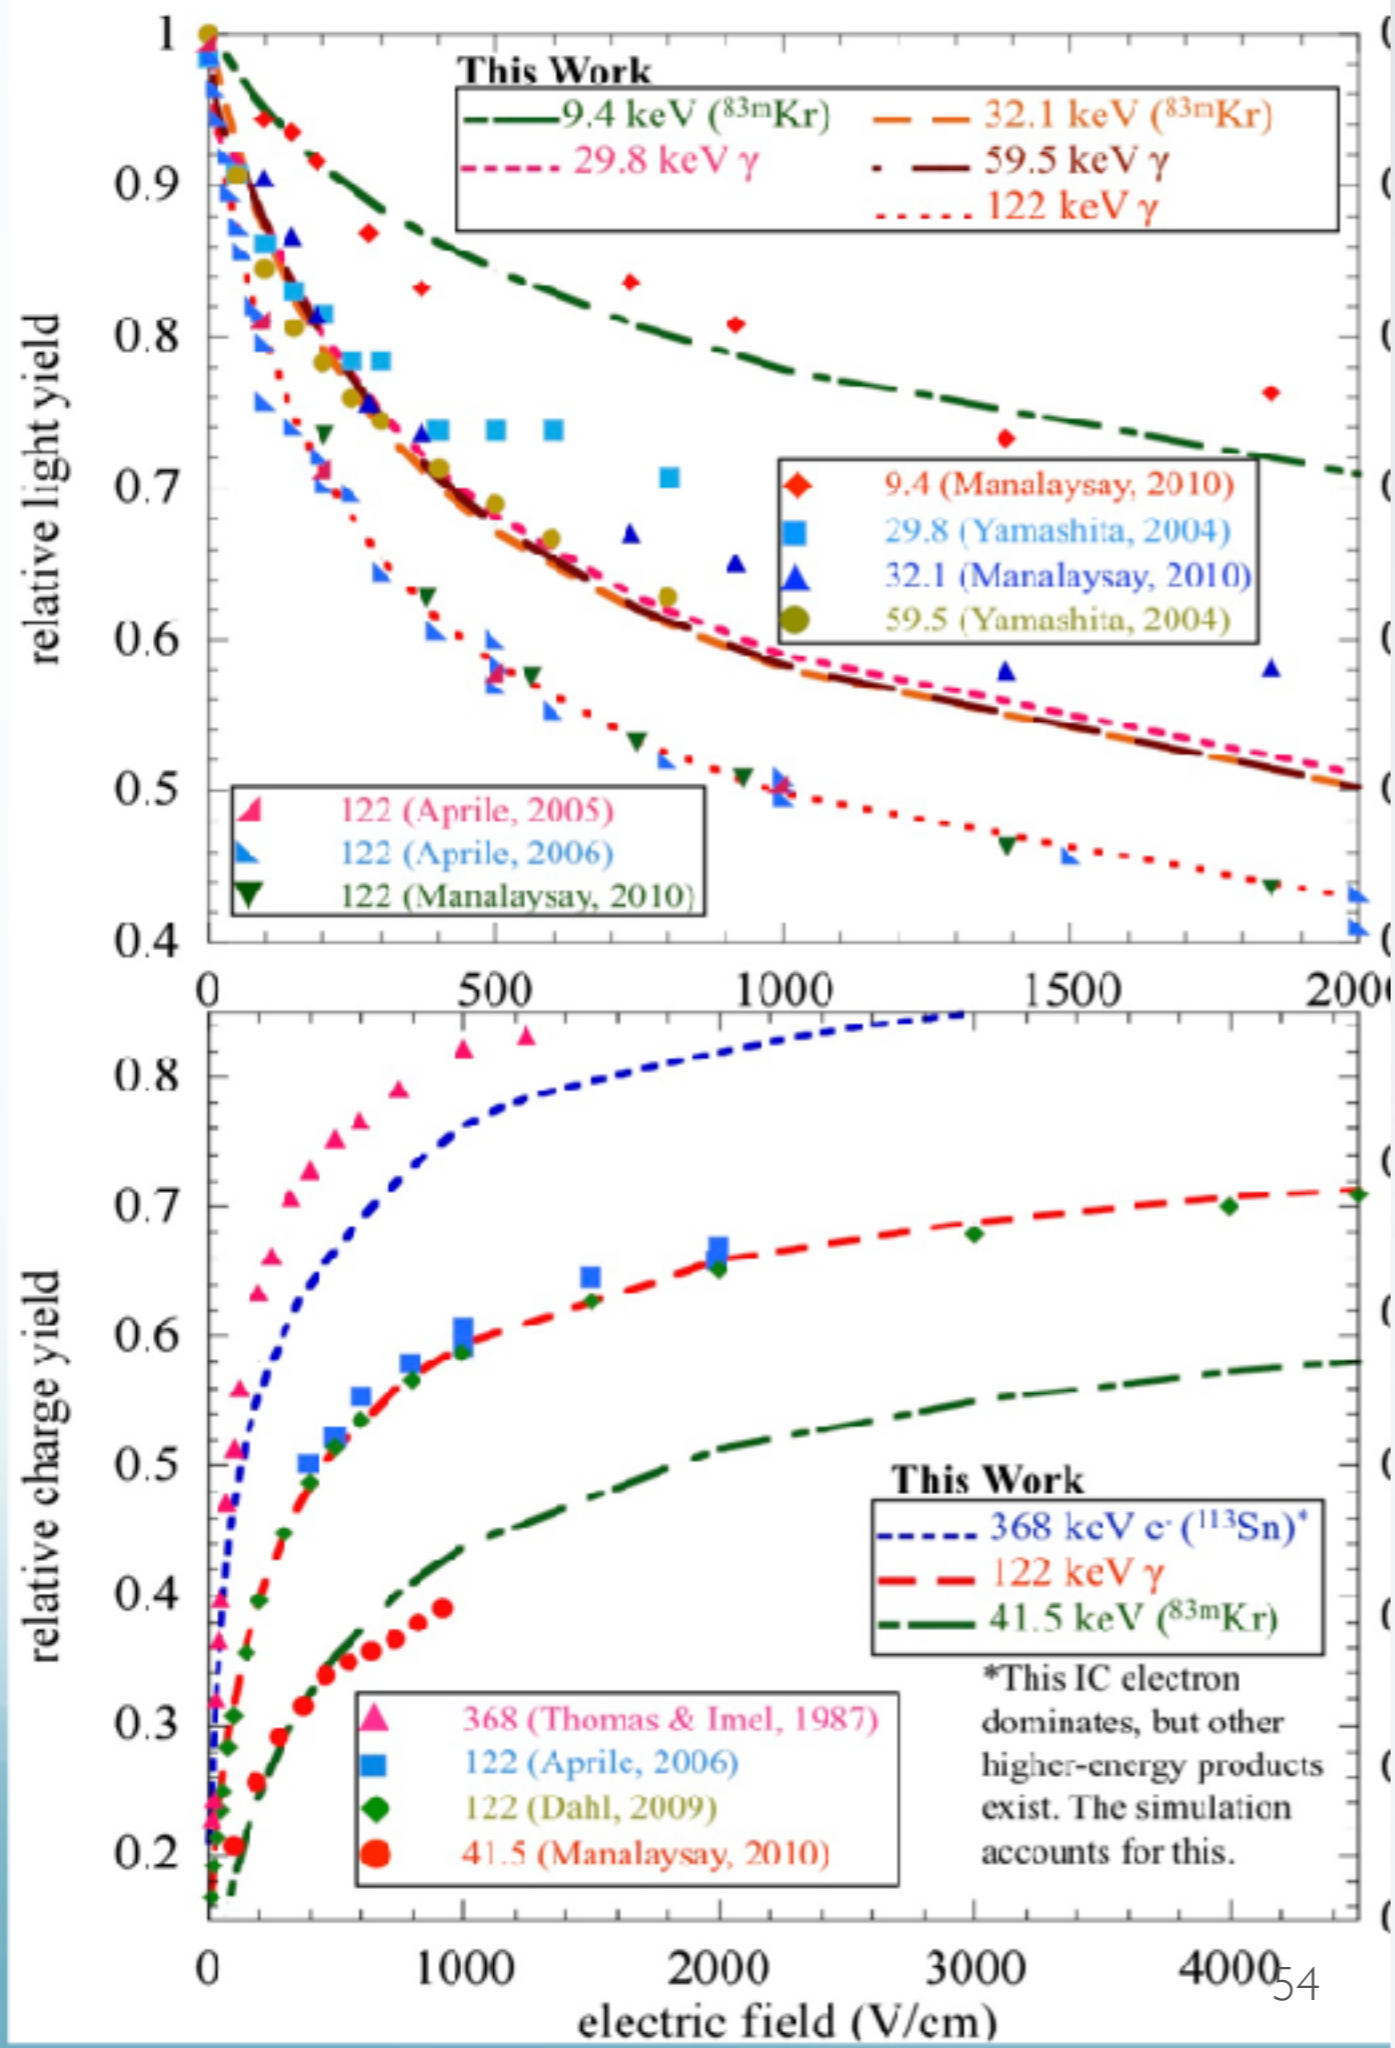 This Work
9.4 keV (⁸³ᵐKr)
32.1 keV (⁸³ᵐKr)
29.8 keV γ
59.5 keV γ
122 keV γ
1
0.9
0.8
0.7
0.6
0.5
0.4
relative light yield
9.4 (Manalaysay, 2010)
29.8 (Yamashita, 2004)
32.1 (Manalaysay, 2010)
59.5 (Yamashita, 2004)
122 (Aprile, 2005)
122 (Aprile, 2006)
122 (Manalaysay, 2010)
0 500 1000 1500
0.8
0.7
0.6
0.5
0.4
0.3
0.2
relative charge yield
This Work
368 keV e⁻ (¹¹³Sn)*
122 keV γ
41.5 keV (⁸³ᵐKr)
*This IC electron
dominates, but other
higher-energy products
exist. The simulation
accounts for this.
368 (Thomas & Imel, 1987)
122 (Aprile, 2006)
122 (Dahl, 2009)
41.5 (Manalaysay, 2010)
0 1000 2000 3000 4000
electric field (V/cm)
54